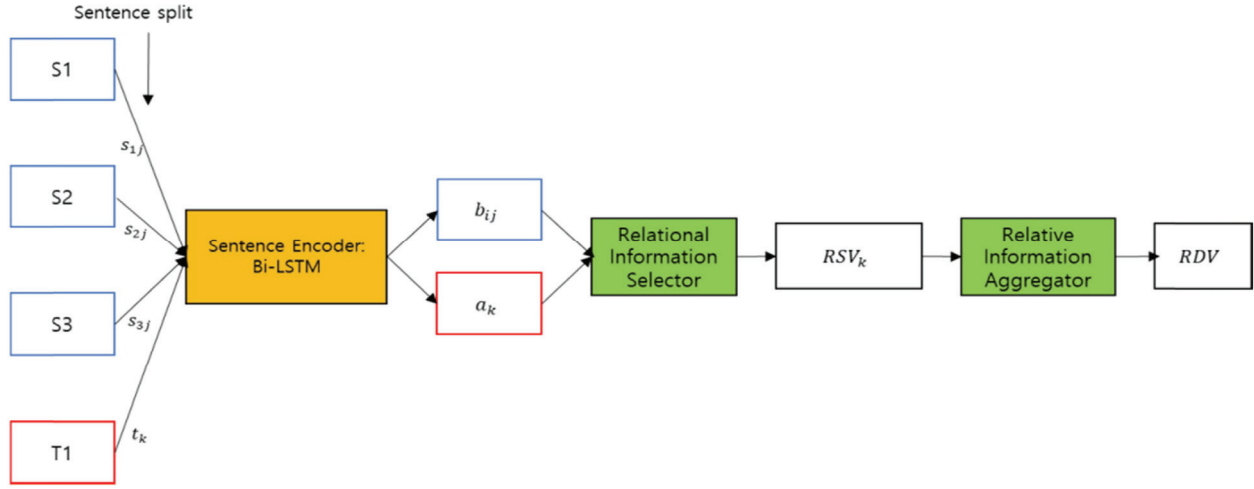 Sentence split
S1
s₁ⱼ
S2
s₂ⱼ
S3
s₃ⱼ
T1
tₖ
Sentence Encoder:
Bi-LSTM
bᵢⱼ
aₖ
Relational
Information
Selector
RSVₖ
Relative
Information
Aggregator
RDV